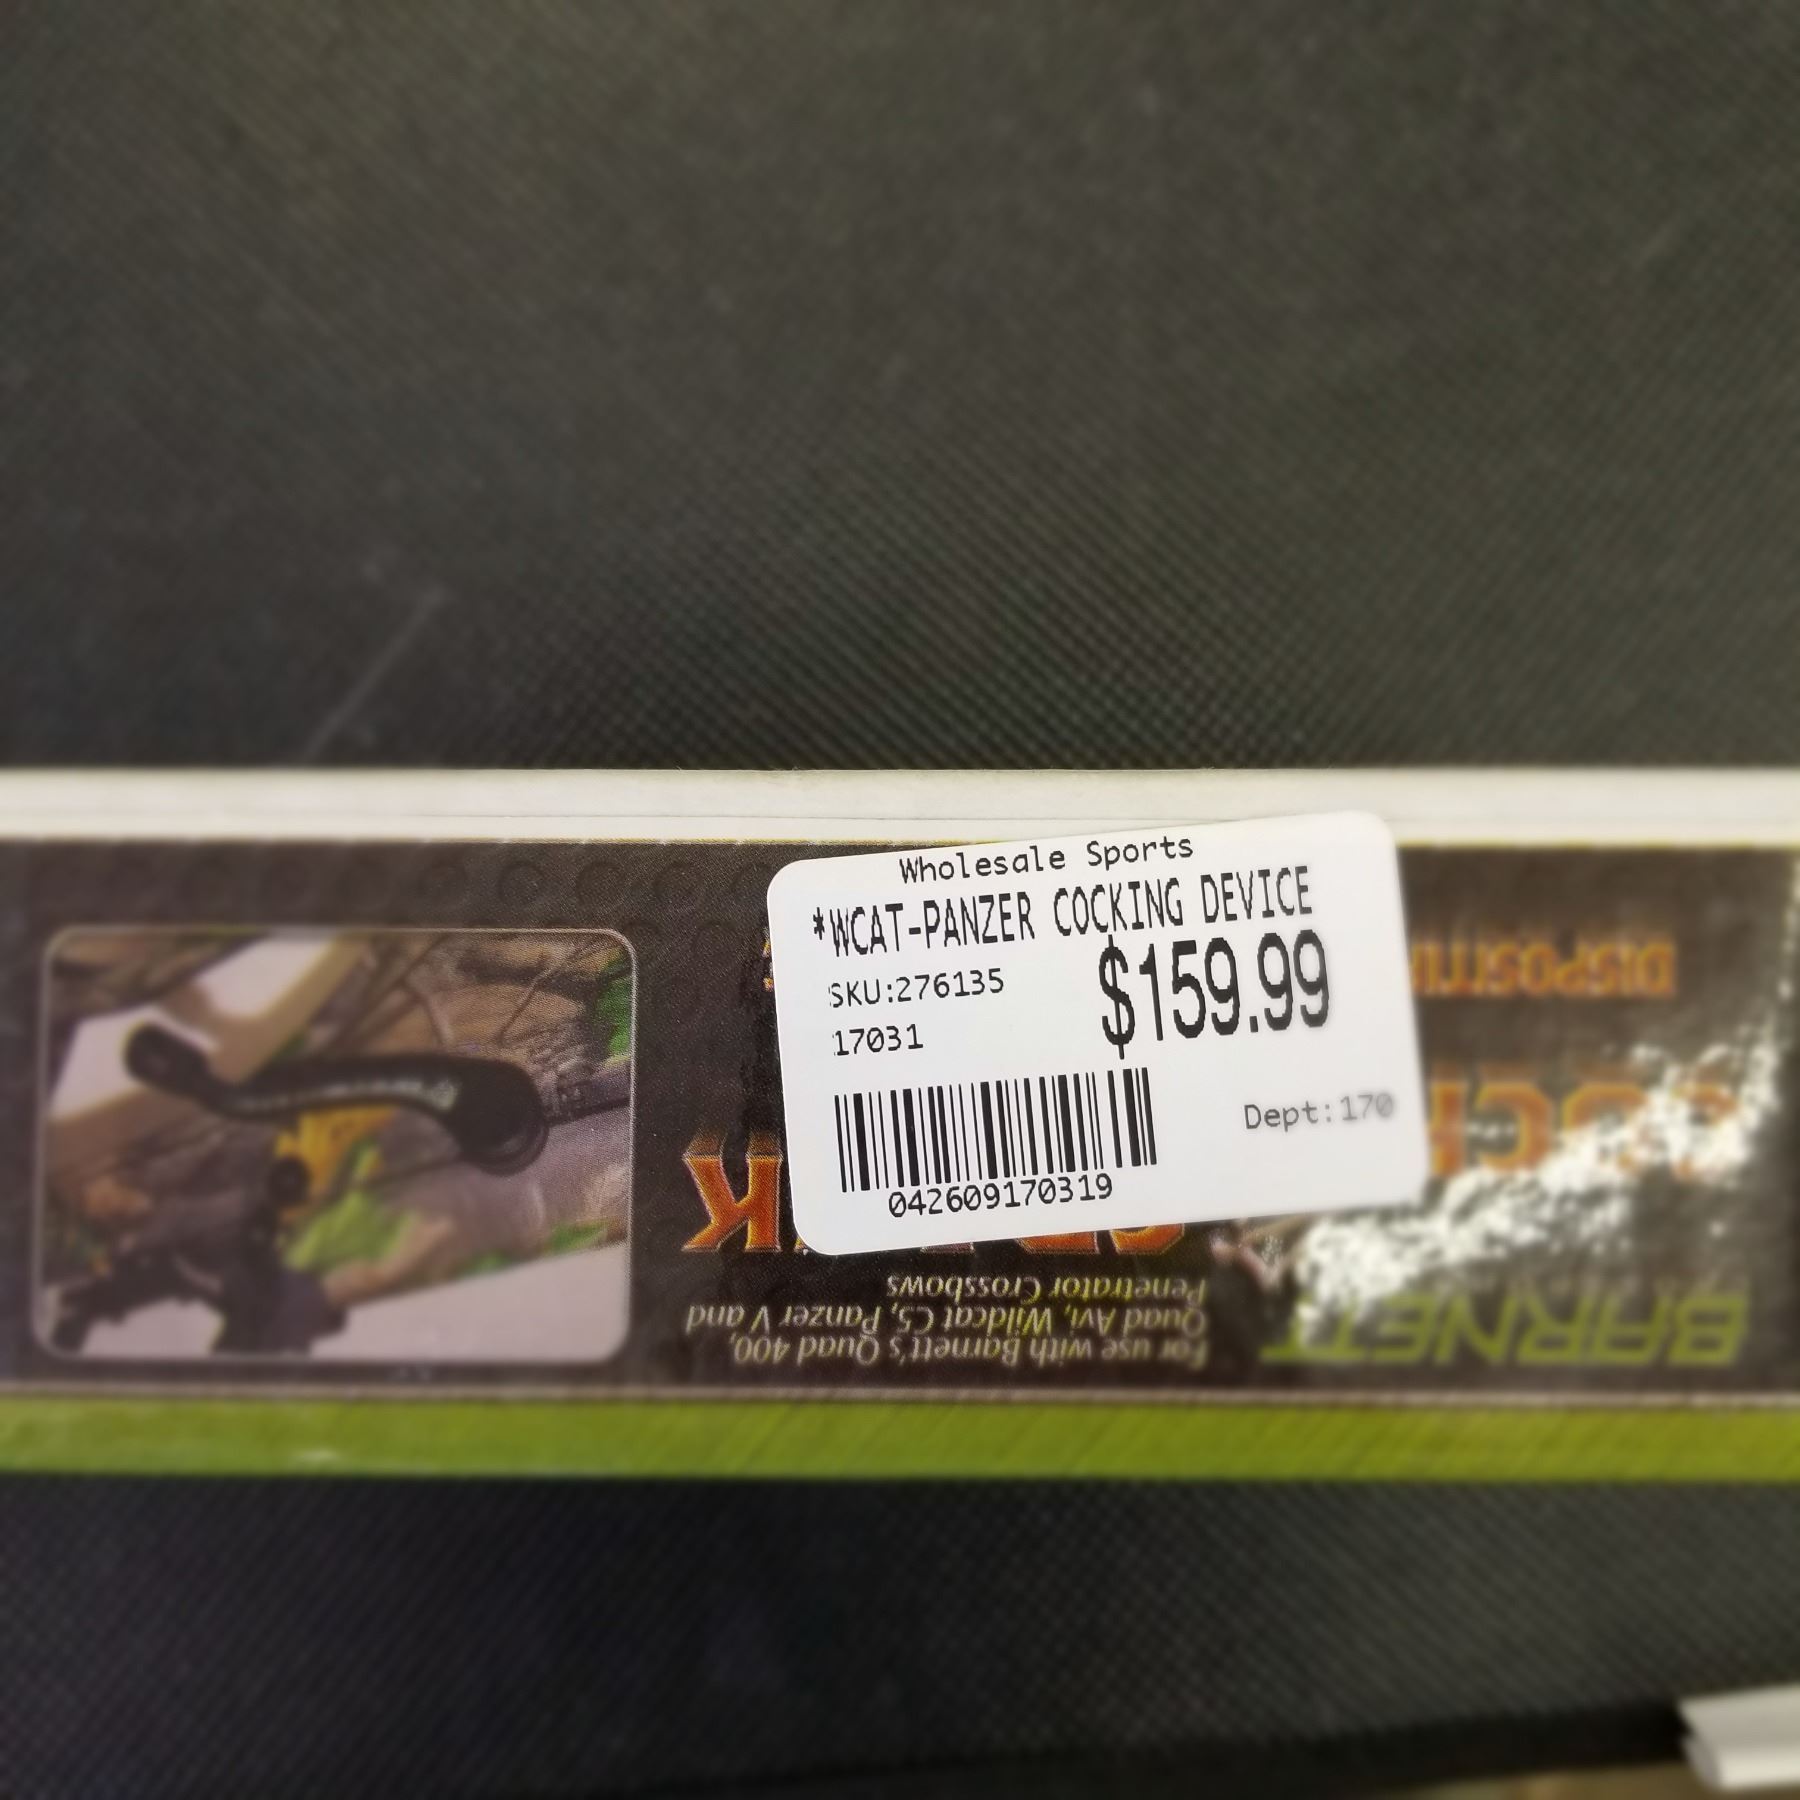 Wholesale Sports
*WCAT-PANZER COCKING DEVICE
$159.99
SKU:276135
17031
042609170319
Dept:170
BARNETT
For use with Barnett's Quad 400,
Quad Avi, Wildcat C5, Panzer V and
Penetrator Crossbows